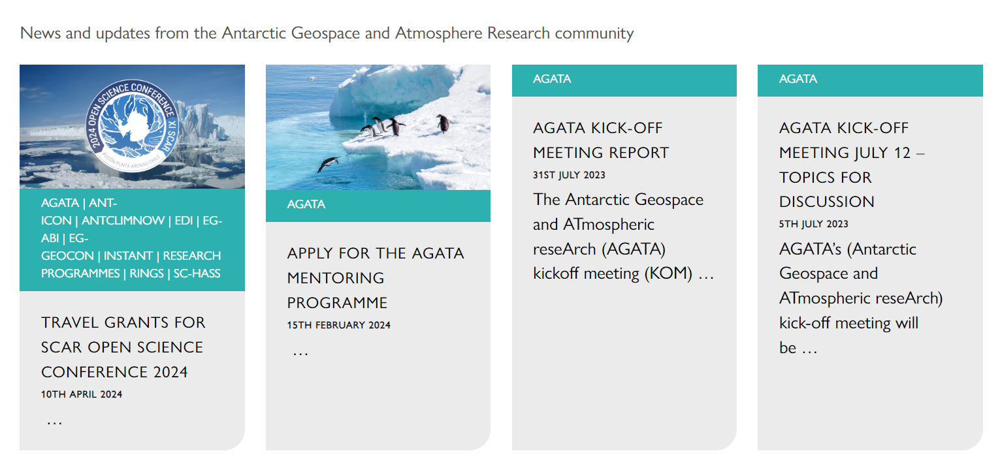 News and updates from the Antarctic Geospace and Atmosphere Research community
2024 OPEN SCIENCE CONFERENCE XI SCAR
PUCON-PUNTA ARENAS-CHILE
AGATA | ANT-
ICON | ANTCLIMNOW | EDI | EG-
ABI | EG-
GEOCON | INSTANT | RESEARCH
PROGRAMMES | RINGS | SC-HASS
TRAVEL GRANTS FOR
SCAR OPEN SCIENCE
CONFERENCE 2024
10TH APRIL 2024
…
AGATA
APPLY FOR THE AGATA
MENTORING
PROGRAMME
15TH FEBRUARY 2024
…
AGATA
AGATA KICK-OFF
MEETING REPORT
31ST JULY 2023
The Antarctic Geospace
and ATmospheric
reseArch (AGATA)
kickoff meeting (KOM) …
AGATA
AGATA KICK-OFF
MEETING JULY 12 –
TOPICS FOR
DISCUSSION
5TH JULY 2023
AGATA’s (Antarctic
Geospace and
ATmospheric reseArch)
kick-off meeting will
be …